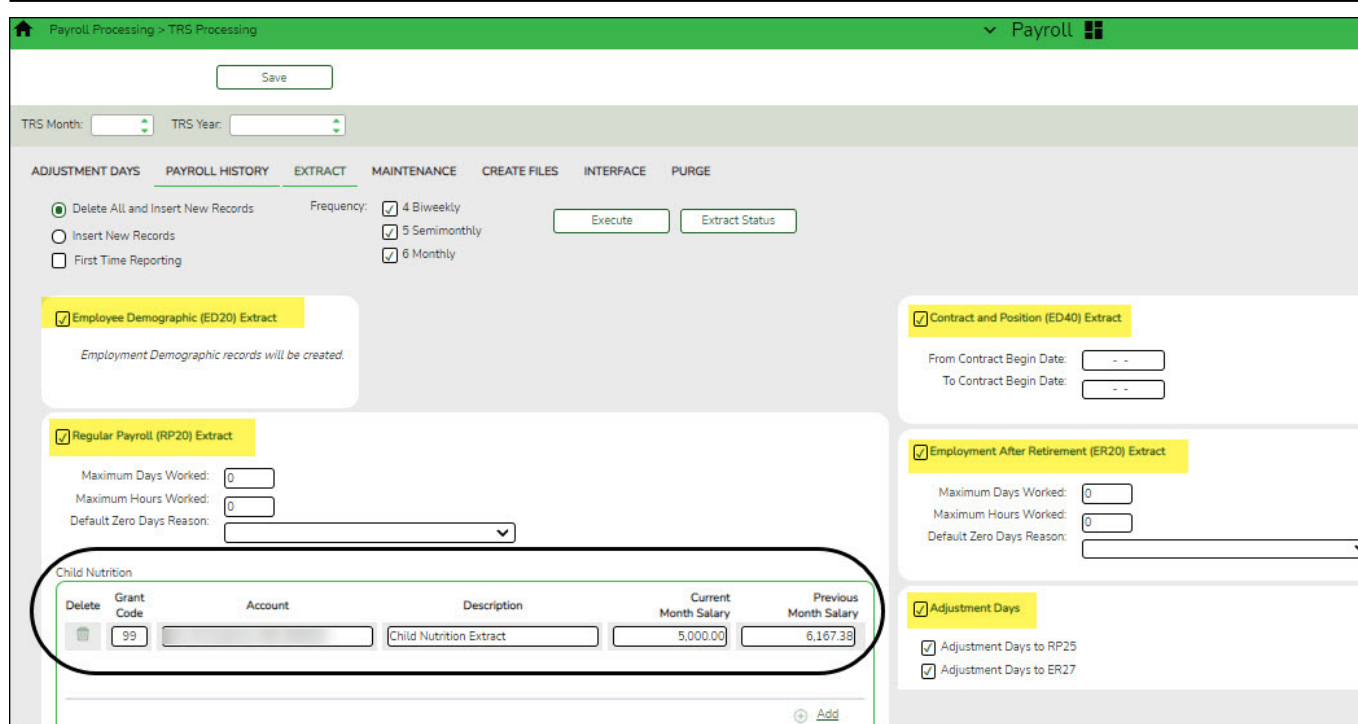 Payroll Processing > TRS Processing
Payroll
Save
TRS Month:
TRS Year:
ADJUSTMENT DAYS PAYROLL HISTORY EXTRACT MAINTENANCE CREATE FILES INTERFACE PURGE
Delete All and Insert New Records
Insert New Records
First Time Reporting
Frequency:
4 Biweekly
5 Semimonthly
6 Monthly
Execute
Extract Status
Employee Demographic (ED20) Extract
Employment Demographic records will be created.
Contract and Position (ED40) Extract
From Contract Begin Date: - -
To Contract Begin Date: - -
Regular Payroll (RP20) Extract
Maximum Days Worked: 0
Maximum Hours Worked: 0
Default Zero Days Reason:
Employment After Retirement (ER20) Extract
Maximum Days Worked: 0
Maximum Hours Worked: 0
Default Zero Days Reason:
Child Nutrition
Delete
Grant
Code
Account
Description
Current
Month Salary
Previous
Month Salary
99
Child Nutrition Extract
5,000.00
6,167.38
Add
Adjustment Days
Adjustment Days to RP25
Adjustment Days to ER27